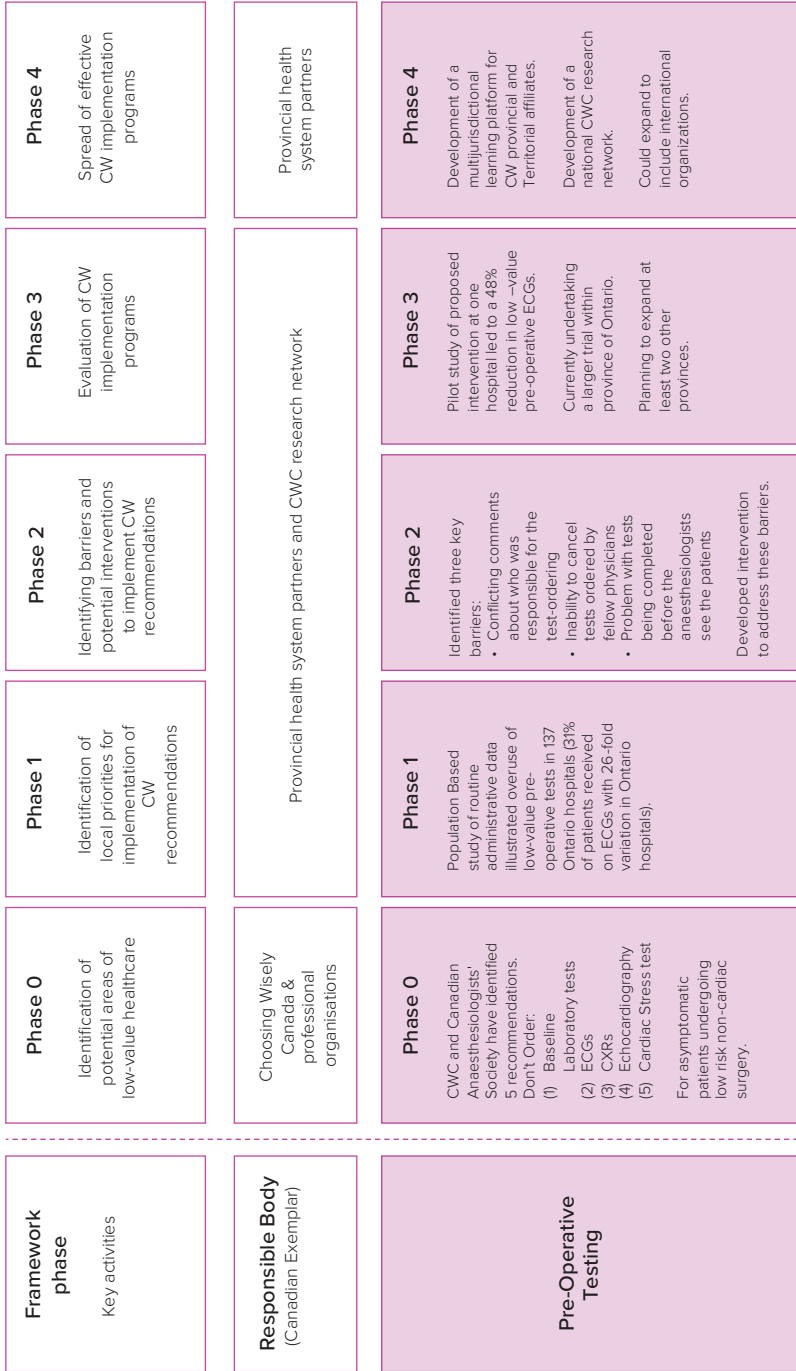 Framework
phase
Key activities
Phase 0
Identification of
potential areas of
low-value healthcare
Phase 1
Identification of
local priorities for
implementation of
CW
recommendations
Phase 2
Identifying barriers and
potential interventions
to implement CW
recommendations
Phase 3
Evaluation of CW
implementation
programs
Phase 4
Spread of effective
CW implementation
programs
Responsible Body
(Canadian Exemplar)
Choosing Wisely
Canada &
professional
organisations
Provincial health system partners and CWC research network
Provincial health
system partners
Pre-Operative
Testing
Phase 0
CWC and Canadian
Anaesthesiologists'
Society have identified
5 recommendations.
Don't Order:
(1) Baseline
Laboratory tests
(2) ECGs
(3) CXRs
(4) Echocardiography
(5) Cardiac Stress test
For asymptomatic
patients undergoing
low risk non-cardiac
surgery.
Phase 1
Population Based
study of routine
administrative data
illustrated overuse of
low-value pre-
operative tests in 137
Ontario hospitals (31%
of patients received
on ECGs with 26-fold
variation in Ontario
hospitals).
Phase 2
Identified three key
barriers:
• Conflicting comments
about who was
responsible for the
test-ordering
• Inability to cancel
tests ordered by
fellow physicians
• Problem with tests
being completed
before the
anaesthesiologists
see the patients
Developed intervention
to address these barriers.
Phase 3
Pilot study of proposed
intervention at one
hospital led to a 48%
reduction in low –value
pre-operative ECGs.
Currently undertaking
a larger trial within
province of Ontario.
Planning to expand at
least two other
provinces.
Phase 4
Development of a
multijurisdictional
learning platform for
CW provincial and
Territorial affiliates.
Development of a
national CWC research
network.
Could expand to
include international
organizations.